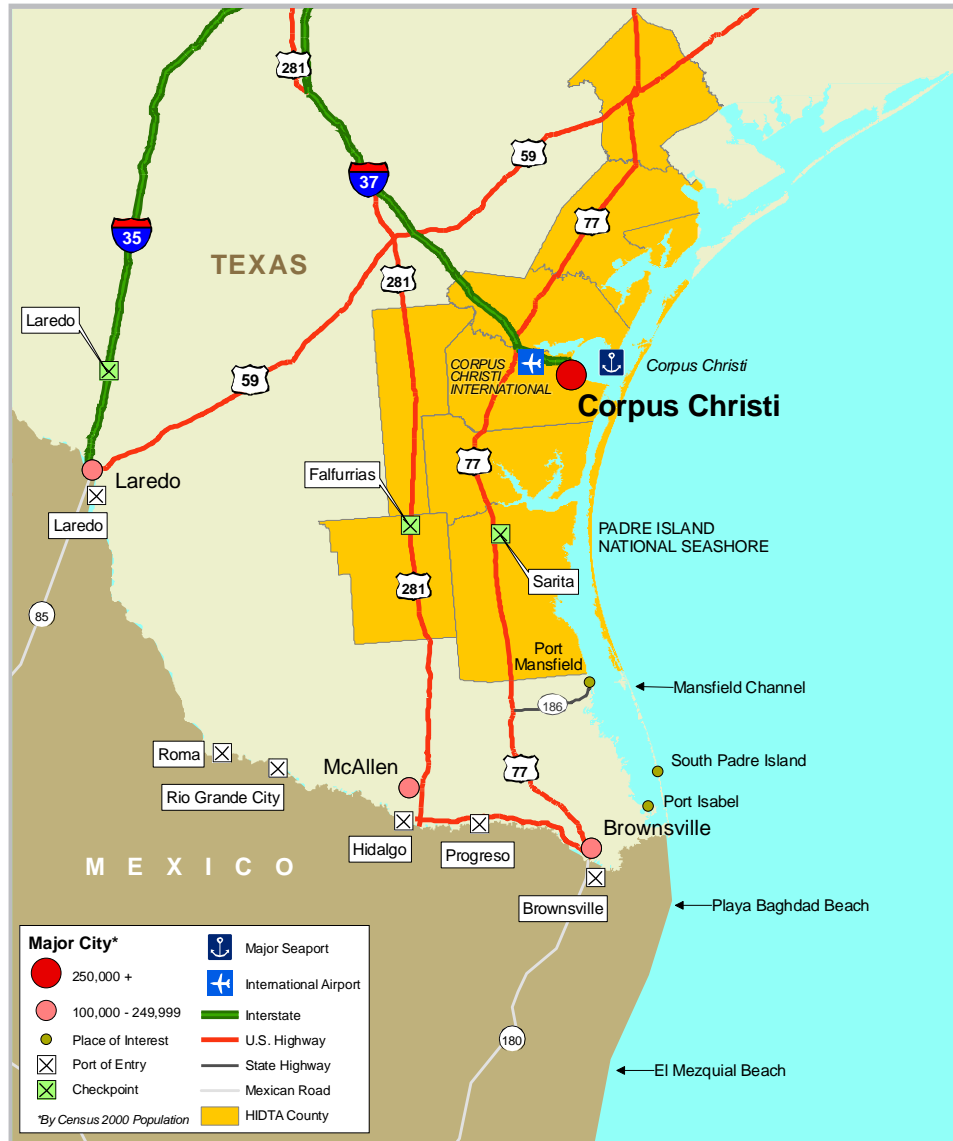 281
59
37
77
35
TEXAS
281
Laredo
CORPUS
CHRISTI
INTERNATIONAL
Corpus Christi
59
Corpus Christi
77
Laredo
Falfurrias
Laredo
PADRE ISLAND
NATIONAL SEASHORE
Sarita
281
85
Port
Mansfield
Mansfield Channel
186
Roma
South Padre Island
McAllen
77
Rio Grande City
Port Isabel
Brownsville
Hidalgo
Progreso
MEXICO
Brownsville
Playa Baghdad Beach
Major City*
250,000 +
100,000 - 249,999
Place of Interest
Port of Entry
Checkpoint
*By Census 2000 Population
Major Seaport
International Airport
Interstate
U.S. Highway
State Highway
Mexican Road
HIDTA County
180
El Mezquial Beach